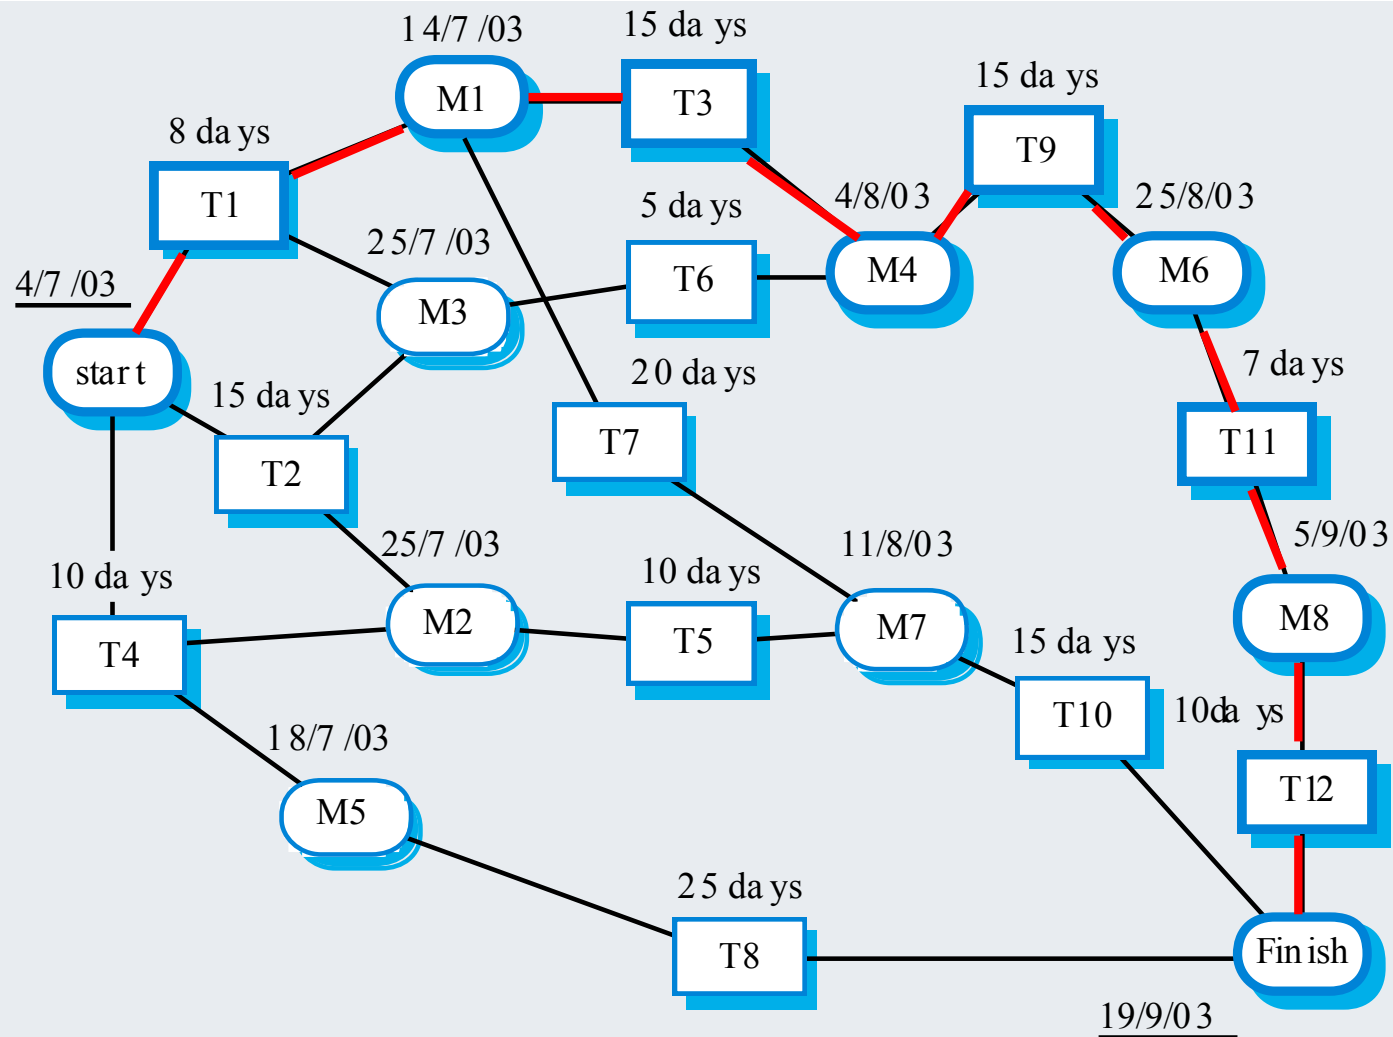 14/7/03
15 days
M1
T3
15 days
T9
8 days
T1
5 days
4/8/03
25/8/03
25/7/03
4/7/03
M3
T6
M4
M6
start
15 days
20 days
7 days
T2
T7
T11
25/7/03
11/8/03
5/9/03
10 days
10 days
M2
T5
M7
M8
T4
15 days
18/7/03
T10
10days
M5
T12
25 days
T8
Finish
19/9/03